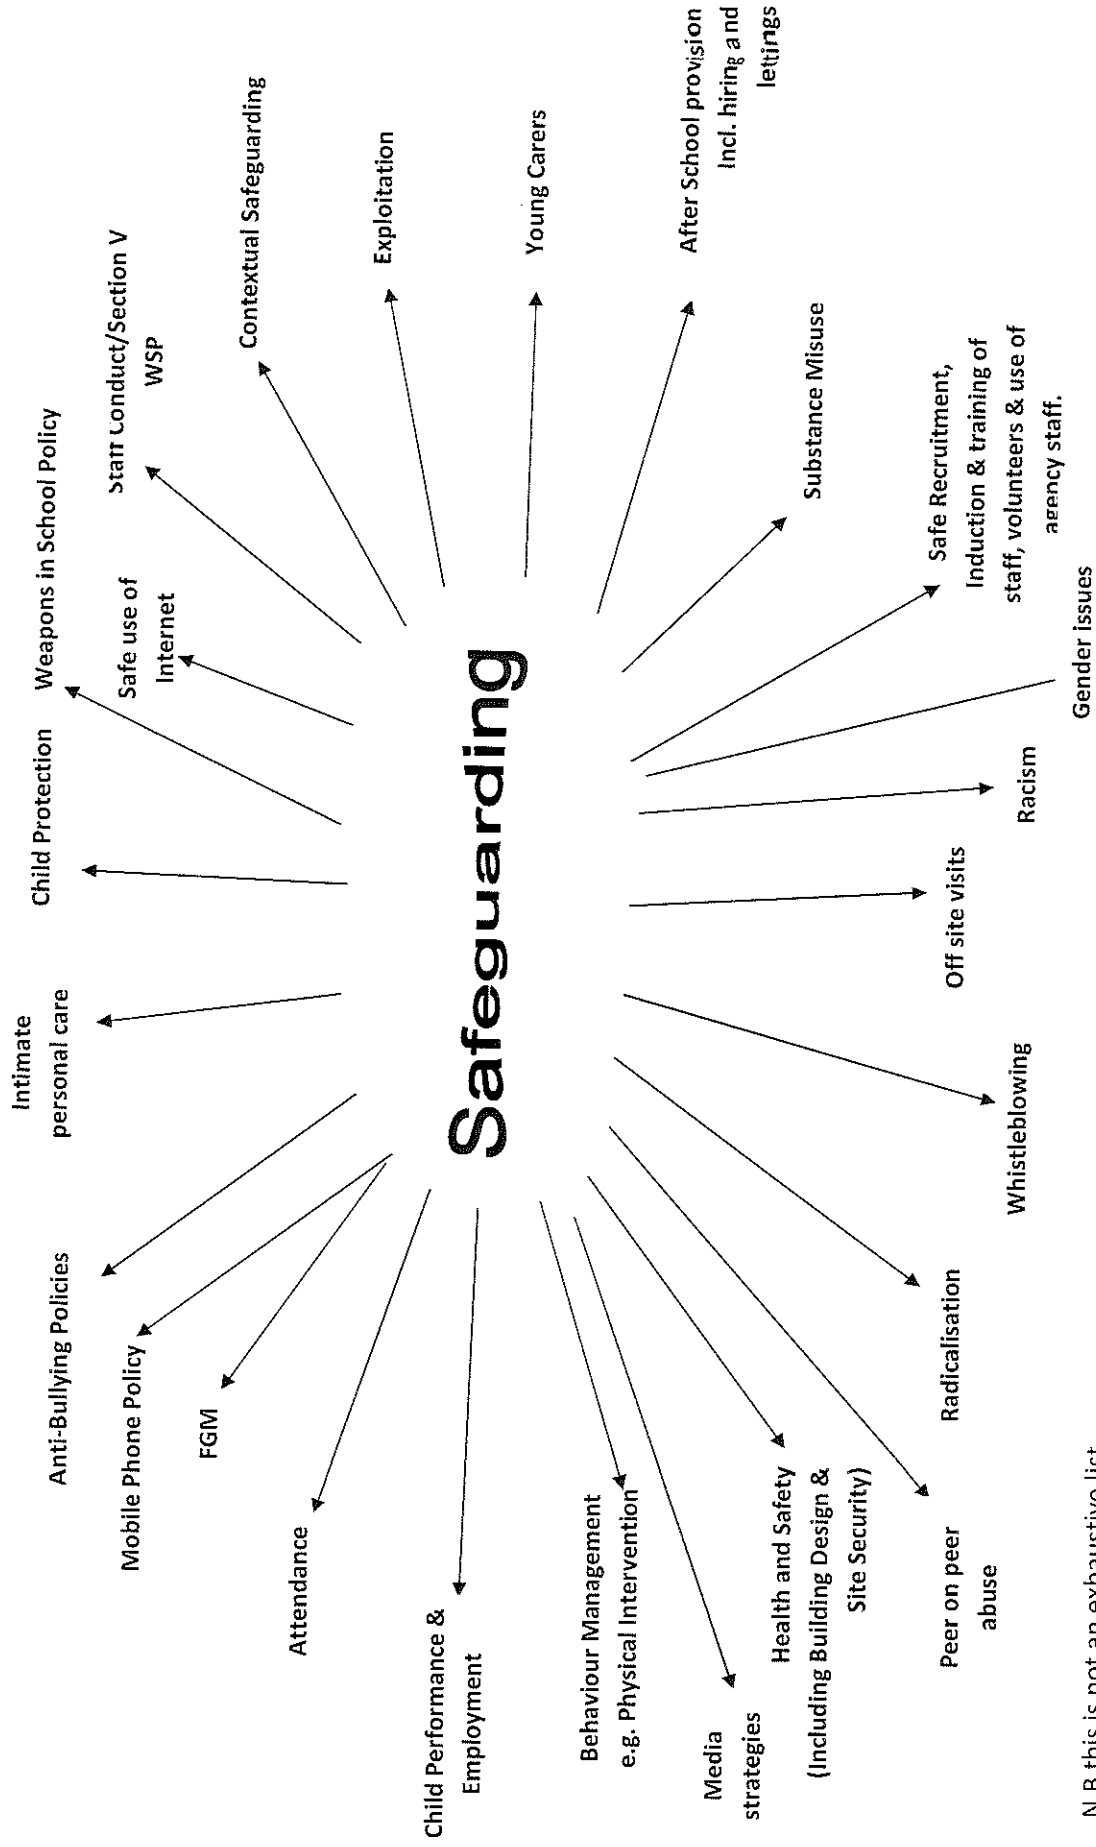 Intimate
personal care
Child Protection
Weapons in School Policy
Safe use of
Internet
Staff Conduct/Section V
WSP
Contextual Safeguarding
Exploitation
Young Carers
After School provision
Incl. hiring and
lettings
Substance Misuse
Safe Recruitment,
Induction & training of
staff, volunteers & use of
agency staff.
Gender issues
Racism
Off site visits
Whistleblowing
Radicalisation
Peer on peer
abuse
Health and Safety
(Including Building Design &
Site Security)
Media
strategies
Behaviour Management
e.g. Physical Intervention
Child Performance &
Employment
Attendance
FGM
Mobile Phone Policy
Anti-Bullying Policies
Safeguarding
N.B this is not an exhaustive list